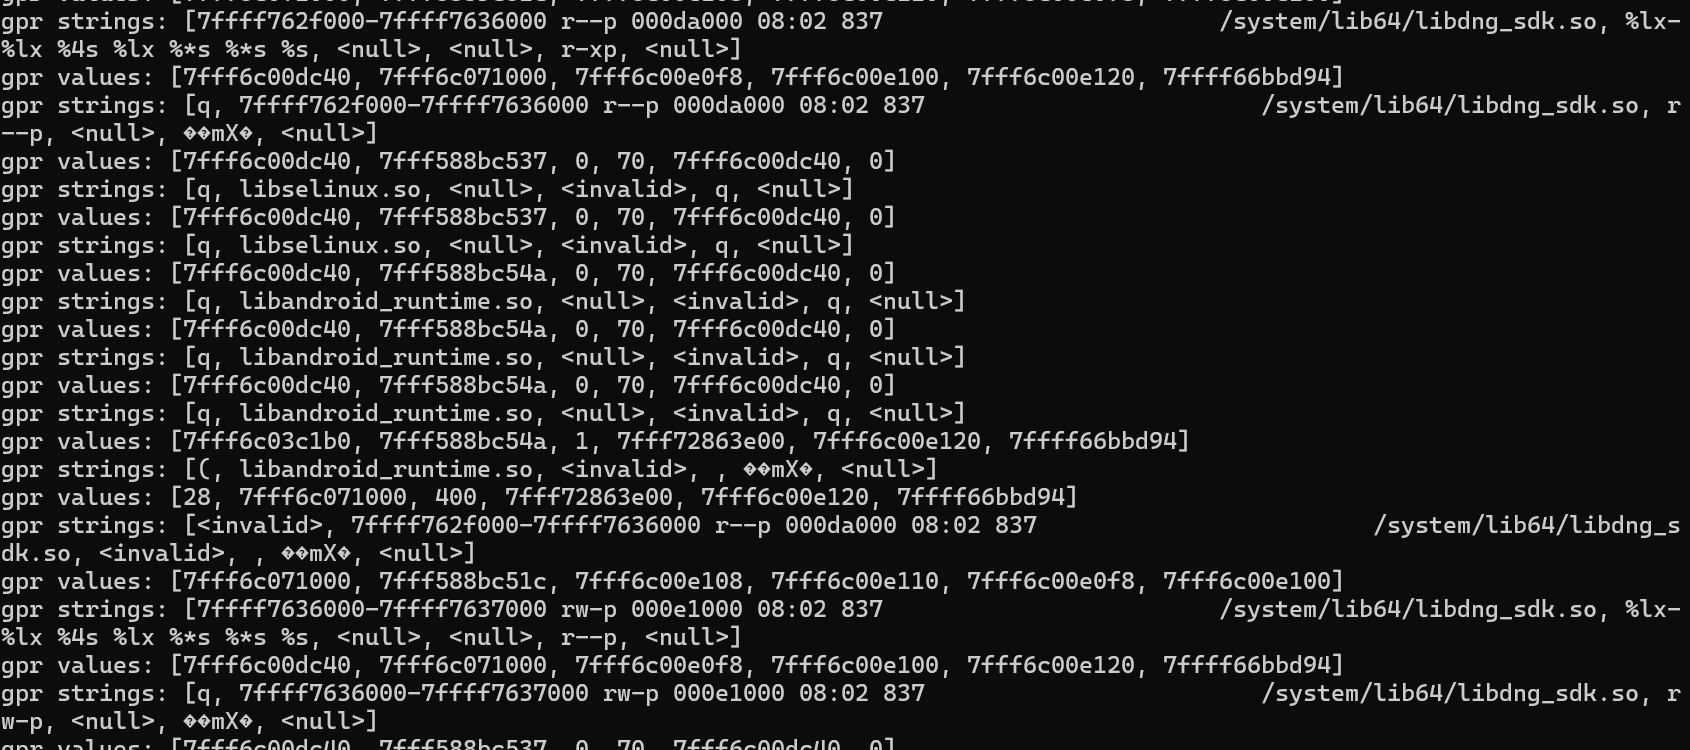 gpr strings: [7ffff762f000-7ffff7636000 r--p 000da000 08:02 837                        /system/lib64/libdng_sdk.so, %lx-
%lx %4s %lx %*s %*s %s, <null>, <null>, r-xp, <null>]
gpr values: [7fff6c00dc40, 7fff6c071000, 7fff6c00e0f8, 7fff6c00e100, 7fff6c00e120, 7ffff66bbd94]
gpr strings: [q, 7ffff762f000-7ffff7636000 r--p 000da000 08:02 837                        /system/lib64/libdng_sdk.so, r
--p, <null>, ��mX�, <null>]
gpr values: [7fff6c00dc40, 7fff588bc537, 0, 70, 7fff6c00dc40, 0]
gpr strings: [q, libselinux.so, <null>, <invalid>, q, <null>]
gpr values: [7fff6c00dc40, 7fff588bc537, 0, 70, 7fff6c00dc40, 0]
gpr strings: [q, libselinux.so, <null>, <invalid>, q, <null>]
gpr values: [7fff6c00dc40, 7fff588bc54a, 0, 70, 7fff6c00dc40, 0]
gpr strings: [q, libandroid_runtime.so, <null>, <invalid>, q, <null>]
gpr values: [7fff6c00dc40, 7fff588bc54a, 0, 70, 7fff6c00dc40, 0]
gpr strings: [q, libandroid_runtime.so, <null>, <invalid>, q, <null>]
gpr values: [7fff6c00dc40, 7fff588bc54a, 0, 70, 7fff6c00dc40, 0]
gpr strings: [q, libandroid_runtime.so, <null>, <invalid>, q, <null>]
gpr values: [7fff6c03c1b0, 7fff588bc54a, 1, 7fff72863e00, 7fff6c00e120, 7ffff66bbd94]
gpr strings: [(, libandroid_runtime.so, <invalid>, , ��mX�, <null>]
gpr values: [28, 7fff6c071000, 400, 7fff72863e00, 7fff6c00e120, 7ffff66bbd94]
gpr strings: [<invalid>, 7ffff762f000-7ffff7636000 r--p 000da000 08:02 837                        /system/lib64/libdng_s
dk.so, <invalid>, , ��mX�, <null>]
gpr values: [7fff6c071000, 7fff588bc51c, 7fff6c00e108, 7fff6c00e110, 7fff6c00e0f8, 7fff6c00e100]
gpr strings: [7ffff7636000-7ffff7637000 rw-p 000e1000 08:02 837                        /system/lib64/libdng_sdk.so, %lx-
%lx %4s %lx %*s %*s %s, <null>, <null>, r--p, <null>]
gpr values: [7fff6c00dc40, 7fff6c071000, 7fff6c00e0f8, 7fff6c00e100, 7fff6c00e120, 7ffff66bbd94]
gpr strings: [q, 7ffff7636000-7ffff7637000 rw-p 000e1000 08:02 837                        /system/lib64/libdng_sdk.so, r
w-p, <null>, ��mX�, <null>]
gpr values: [7fff6c00dc40, 7fff588bc537, 0, 70, 7fff6c00dc40, 0]